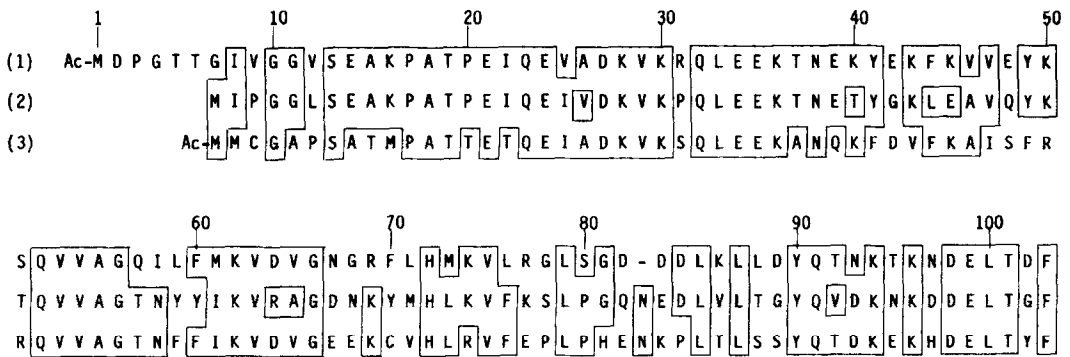 1 10 20 30 40 50
(1) Ac-M D P G T T G I V G G V S E A K P A T P E I Q E V A D K V K R Q L E E K T N E K Y E K F K V V E Y K
(2) M I P G G L S E A K P A T P E I Q E I V D K V K P Q L E E K T N E T Y G K L E A V Q Y K
(3) Ac-M M C G A P S A T M P A T T E T Q E I A D K V K S Q L E E K A N Q K F D V F K A I S F R
60 70 80 90 100
S Q V V A G Q I L F M K V D V G N G R F L H M K V L R G L S G D - D L K L L D Y Q T N K T K N D E L T D F
T Q V V A G T N Y Y I K V R A G D N K Y M H L K V F K S L P G Q N E D L V L T G Y Q V D K N K D D E L T G F
R Q V V A G T N F F I K V D V G E E K C V H L R V F E P L P H E N K P L T L S S Y Q T D K E K H D E L T Y F